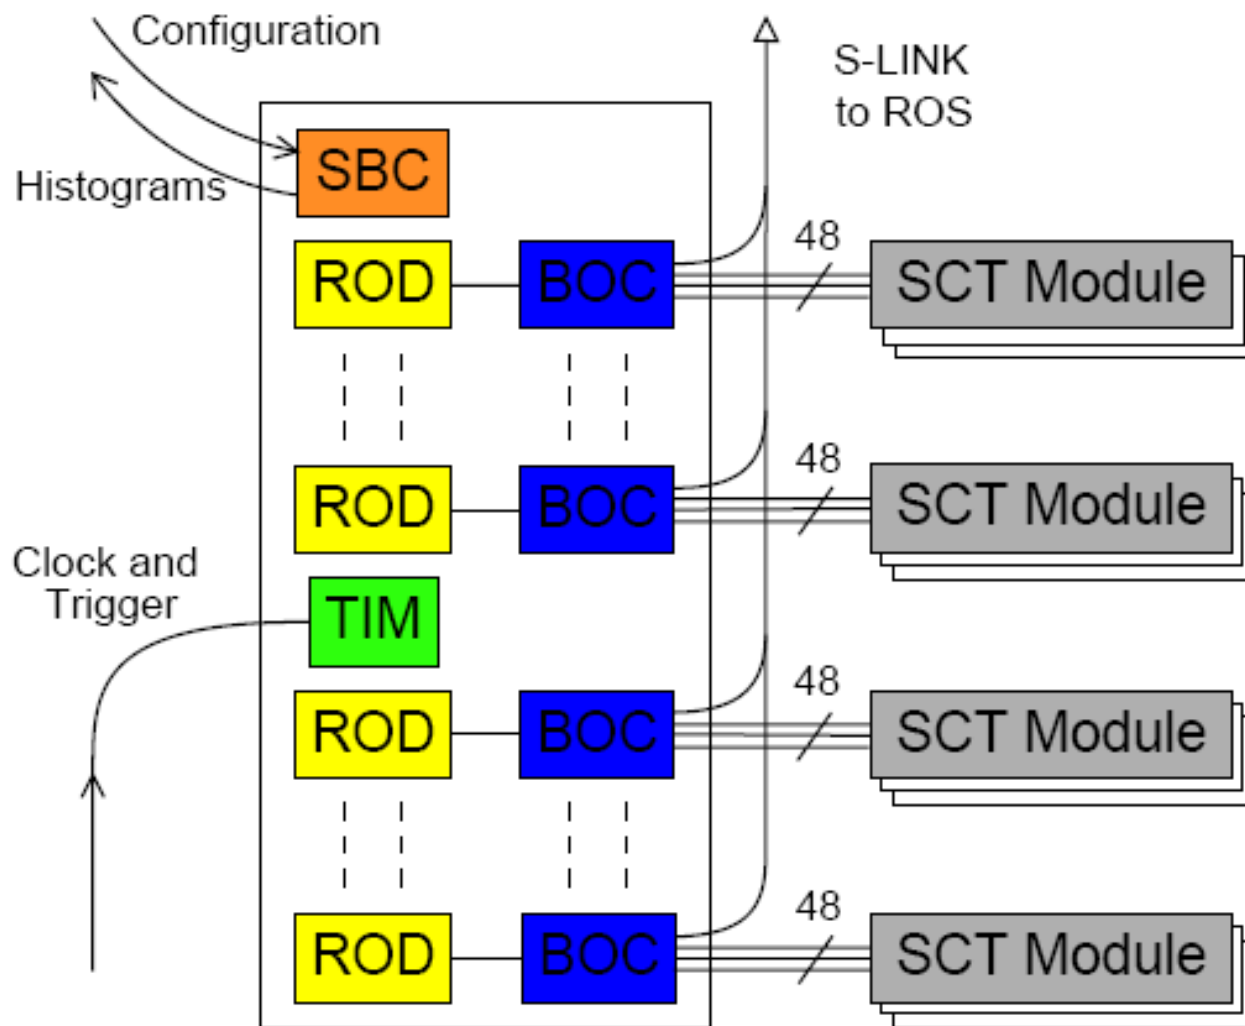 Configuration
S-LINK
to ROS
Histograms
SBC
48
ROD
BOC
SCT Module
48
ROD
BOC
SCT Module
Clock and
Trigger
TIM
48
ROD
BOC
SCT Module
48
ROD
BOC
SCT Module